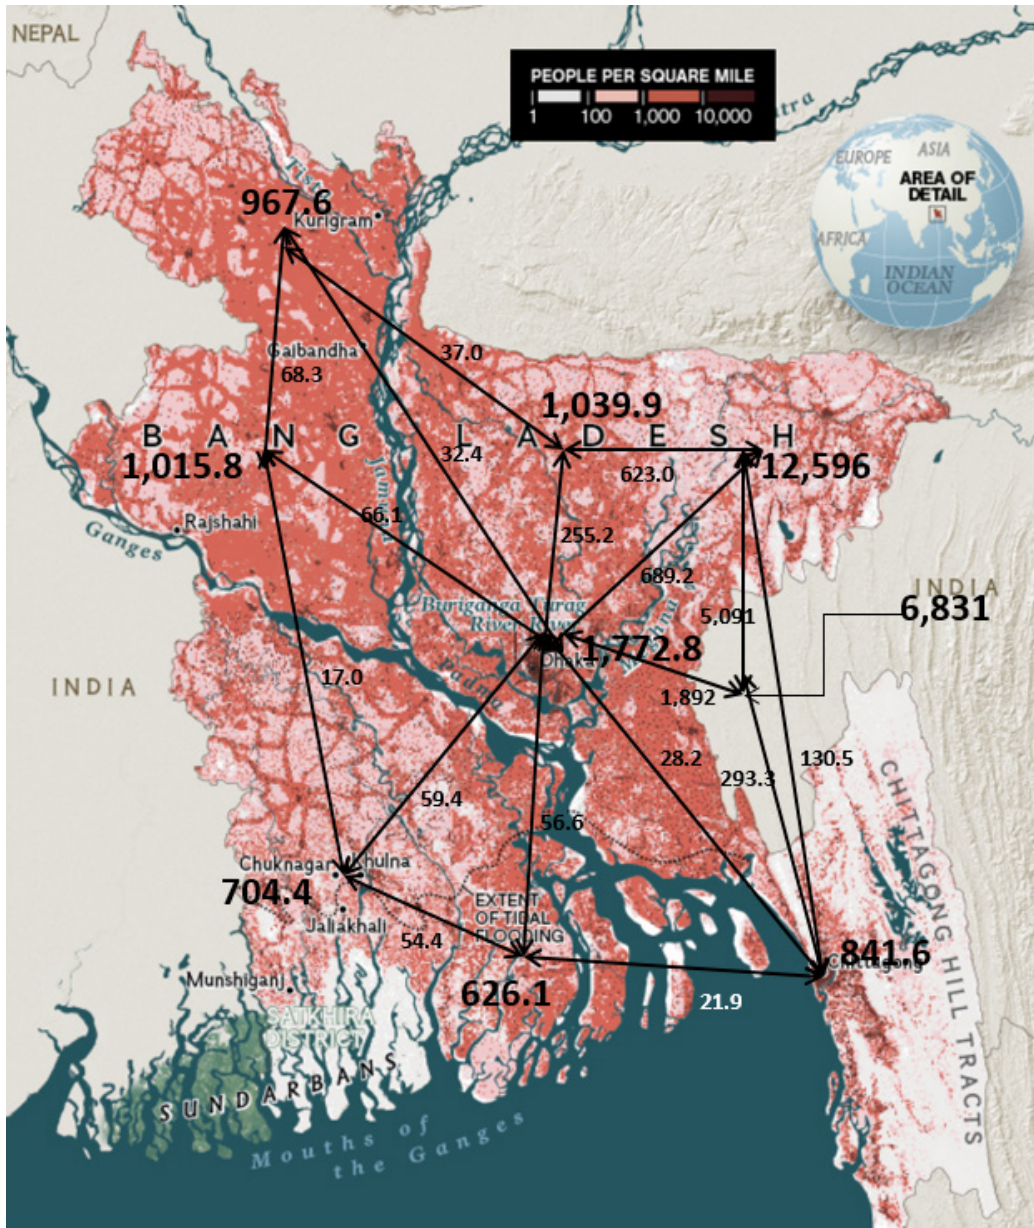 NEPAL
PEOPLE PER SQUARE MILE
1 100 1,000 10,000
EUROPE
ASIA
AREA OF
DETAIL
AFRICA
INDIAN
OCEAN
967.6
Kurigram
Gaibandha
68.3
37.0
1,039.9
B A N G L A D E S H
1,015.8
32.4
623.0
12,596
Rajshahi
Ganges
66.1
255.2
689.2
INDIA
5,091
6,831
Buriganga Turag
River River
1,772.8
Dhaka
Padma
INDIA
17.0
1,892
28.2
293.3
130.5
59.4
56.6
CHITTAGONG HILL TRACTS
Chuknagar
Khulna
704.4
Jaliakhali
54.4
EXTENT
OF TIDAL
FLOODING
841.6
Chittagong
Munshiganj
626.1
21.9
SATKHIRA
DISTRICT
SUNDARBANS
Mouths of
the Ganges